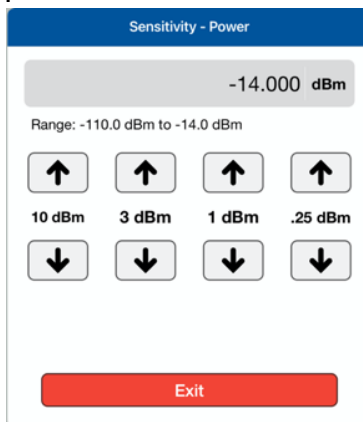 Sensitivity - Power
-14.000 dBm
Range: -110.0 dBm to -14.0 dBm
10 dBm 3 dBm 1 dBm .25 dBm
Exit